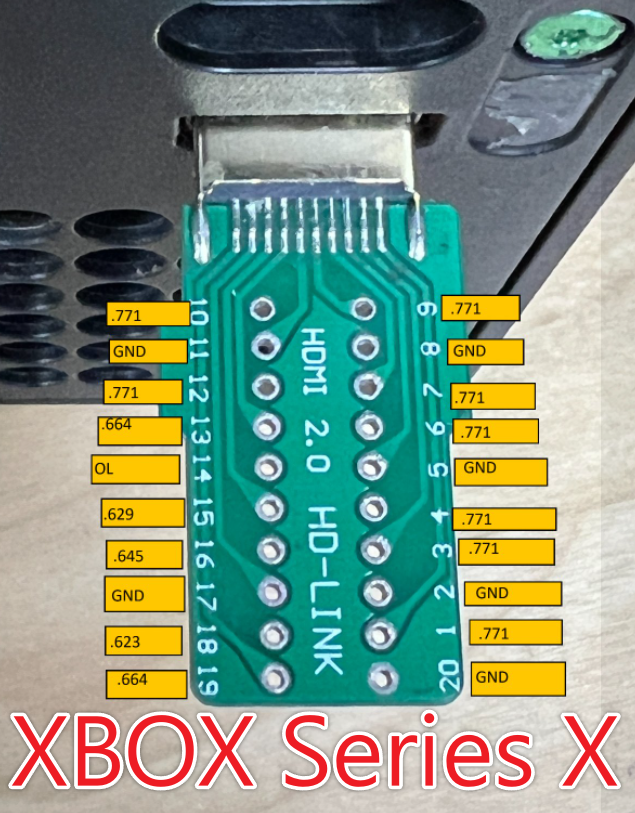 .771 10 9 .771
GND 11 8 GND
.771 12 7 .771
.664 13 6 .771
OL 14 5 GND
.629 15 4 .771
.645 16 3 .771
GND 17 2 GND
.623 18 1 .771
.664 19 20 GND
HDMI 2.0 HD-LINK
XBOX Series X